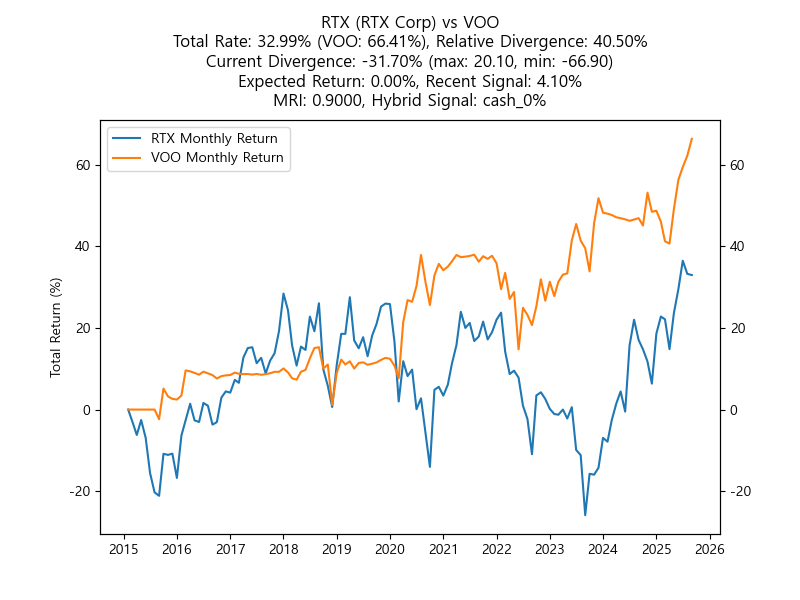 RTX (RTX Corp) vs VOO
Total Rate: 32.99% (VOO: 66.41%), Relative Divergence: 40.50%
Current Divergence: -31.70% (max: 20.10, min: -66.90)
Expected Return: 0.00%, Recent Signal: 4.10%
MRI: 0.9000, Hybrid Signal: cash_0%
RTX Monthly Return
VOO Monthly Return
Total Return (%)
60
40
20
0
-20
60
40
20
0
-20
2015 2016 2017 2018 2019 2020 2021 2022 2023 2024 2025 2026